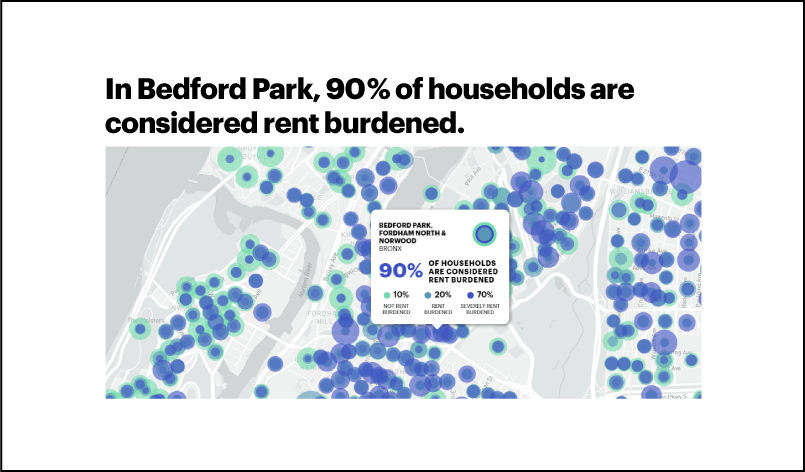 In Bedford Park, 90% of households are
considered rent burdened.
BEDFORD PARK,
FORDHAM NORTH &
NORWOOD
BRONX
90% OF HOUSEHOLDS
ARE CONSIDERED
RENT BURDENED
10% 20% 70%
NOT RENT BURDENED
RENT BURDENED
SEVERELY RENT BURDENED